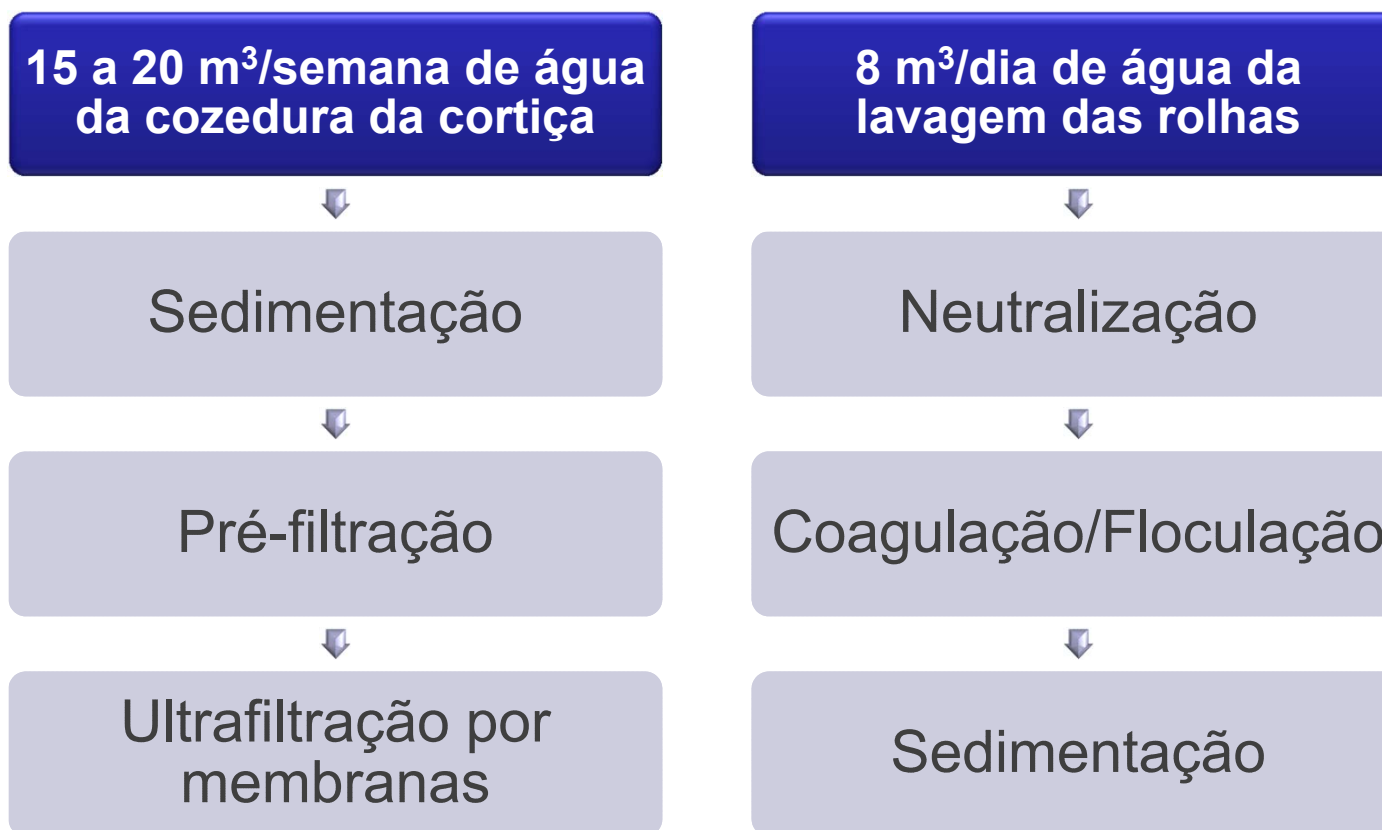 15 a 20 m³/semana de água
da cozedura da cortiça
Sedimentação
Pré-filtração
Ultrafiltração por
membranas
8 m³/dia de água da
lavagem das rolhas
Neutralização
Coagulação/Floculação
Sedimentação